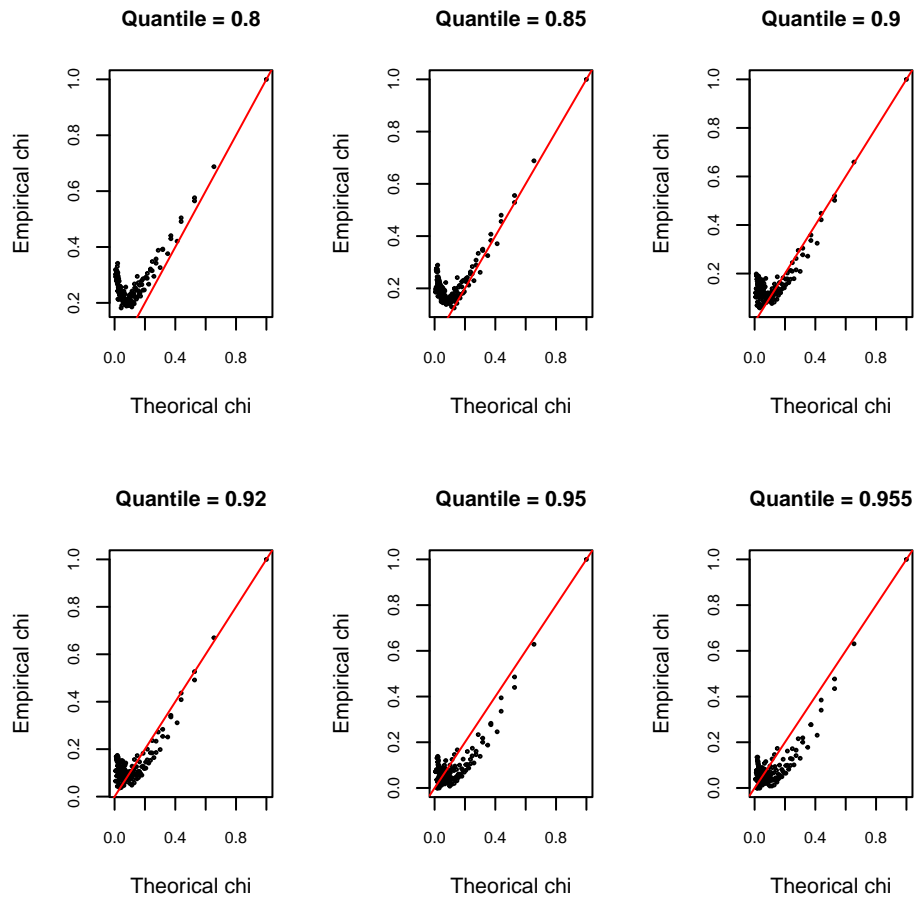 Quantile = 0.8
Empirical chi
0.2 0.4 0.6 0.8 1.0
0.0 0.4 0.8
Theorical chi
Quantile = 0.85
Empirical chi
0.2 0.4 0.6 0.8 1.0
0.0 0.4 0.8
Theorical chi
Quantile = 0.9
Empirical chi
0.2 0.4 0.6 0.8 1.0
0.0 0.4 0.8
Theorical chi
Quantile = 0.92
Empirical chi
0.0 0.2 0.4 0.6 0.8 1.0
0.0 0.4 0.8
Theorical chi
Quantile = 0.95
Empirical chi
0.0 0.2 0.4 0.6 0.8 1.0
0.0 0.4 0.8
Theorical chi
Quantile = 0.955
Empirical chi
0.0 0.2 0.4 0.6 0.8 1.0
0.0 0.4 0.8
Theorical chi